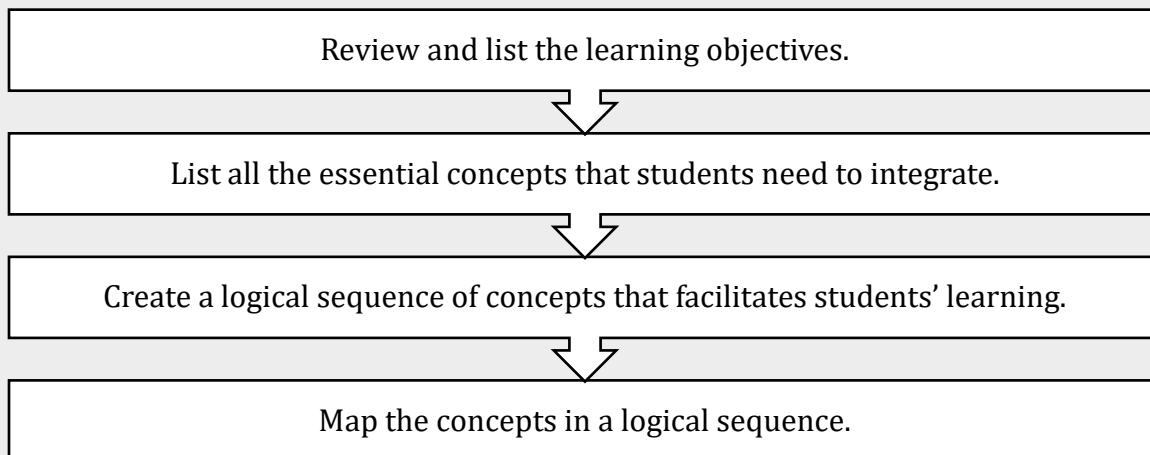 Review and list the learning objectives.
List all the essential concepts that students need to integrate.
Create a logical sequence of concepts that facilitates students’ learning.
Map the concepts in a logical sequence.